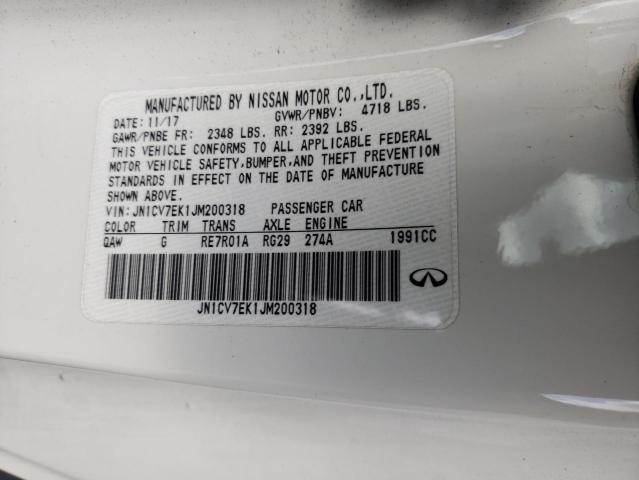 MANUFACTURED BY NISSAN MOTOR CO.,LTD.
DATE: 11/17 GVWR/PNBV: 4718 LBS.
GAWR/PNBE FR: 2348 LBS. RR: 2392 LBS.
THIS VEHICLE CONFORMS TO ALL APPLICABLE FEDERAL
MOTOR VEHICLE SAFETY,BUMPER,AND THEFT PREVENTION
STANDARDS IN EFFECT ON THE DATE OF MANUFACTURE
SHOWN ABOVE.
VIN: JN1CV7EK1JM200318 PASSENGER CAR
COLOR TRIM TRANS AXLE ENGINE
QAW G RE7R01A RG29 274A 1991CC
JN1CV7EK1JM200318